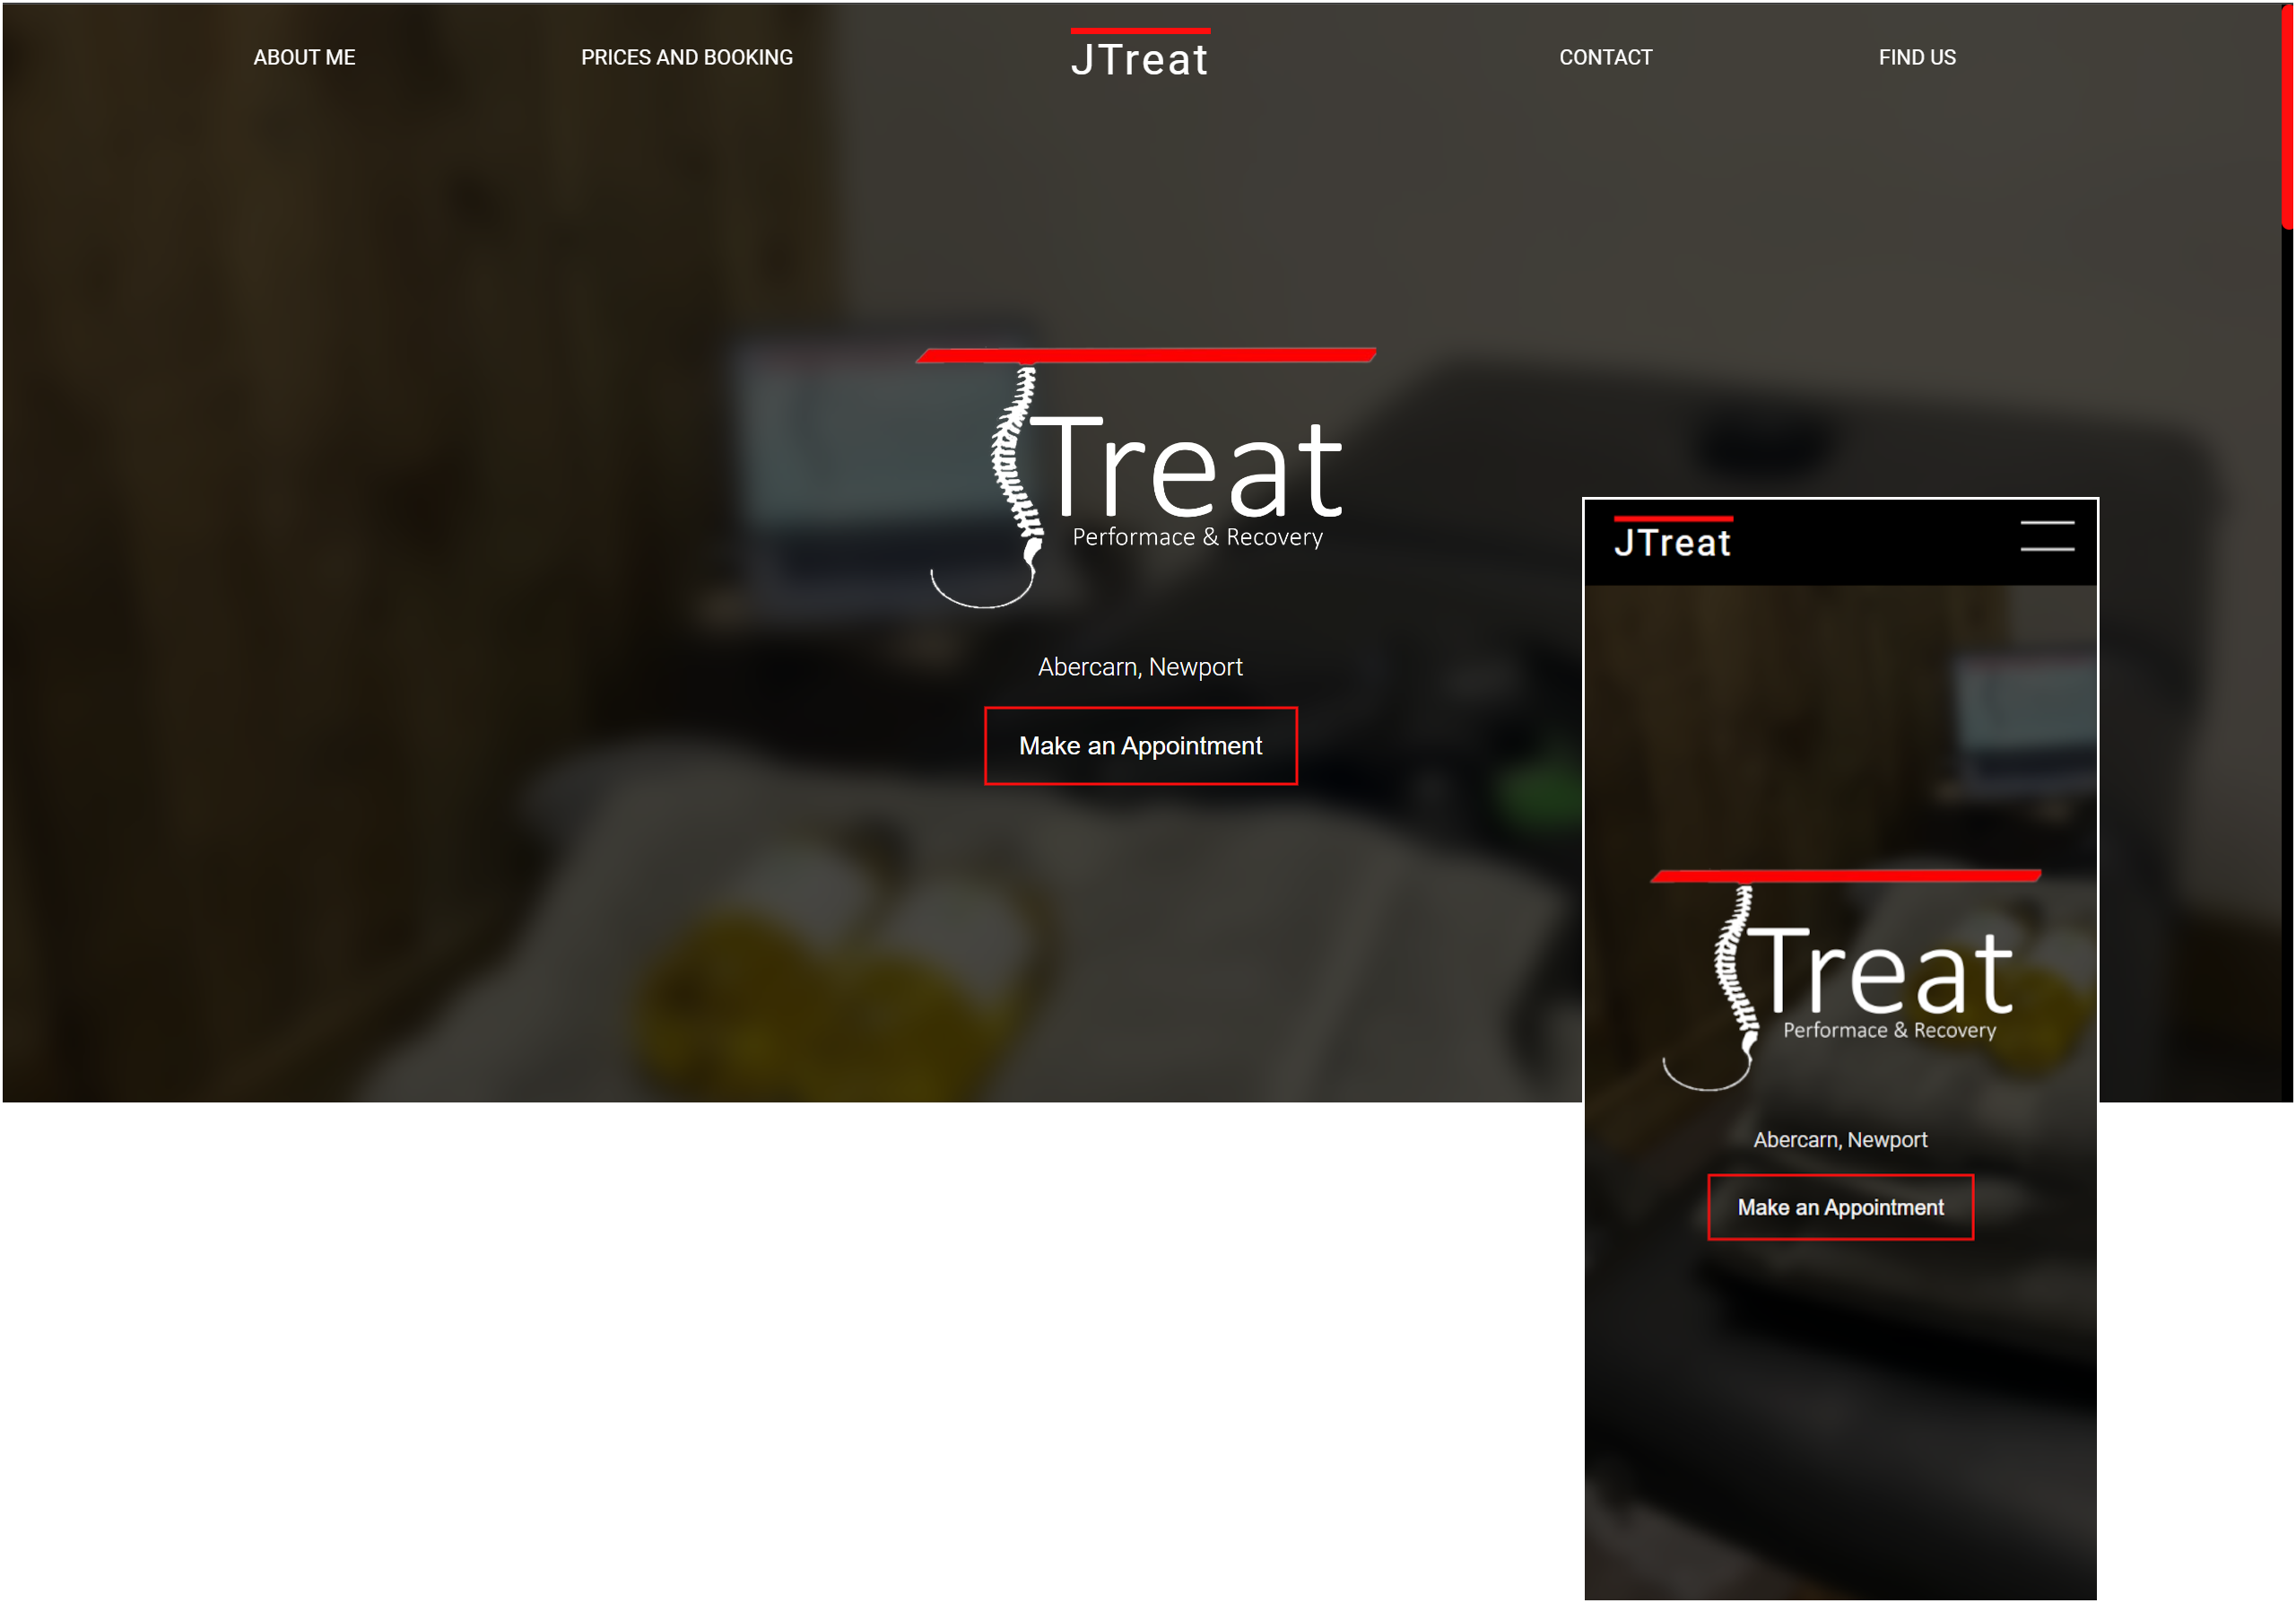 ABOUT ME
PRICES AND BOOKING
JTreat
CONTACT
FIND US
Treat
Performace & Recovery
Abercarn, Newport
Make an Appointment
JTreat
Treat
Performace & Recovery
Abercarn, Newport
Make an Appointment